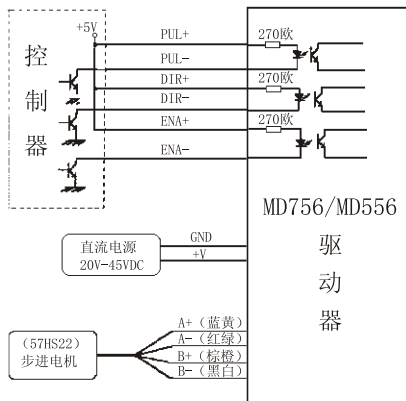 +5V
控制器
PUL+
PUL-
DIR+
DIR-
ENA+
ENA-
270欧
270欧
270欧
MD756/MD556
驱动器
直流电源
20V-45VDC
GND
+V
(57HS22)
步进电机
A+(蓝黄)
A-(红绿)
B+(棕橙)
B-(黑白)